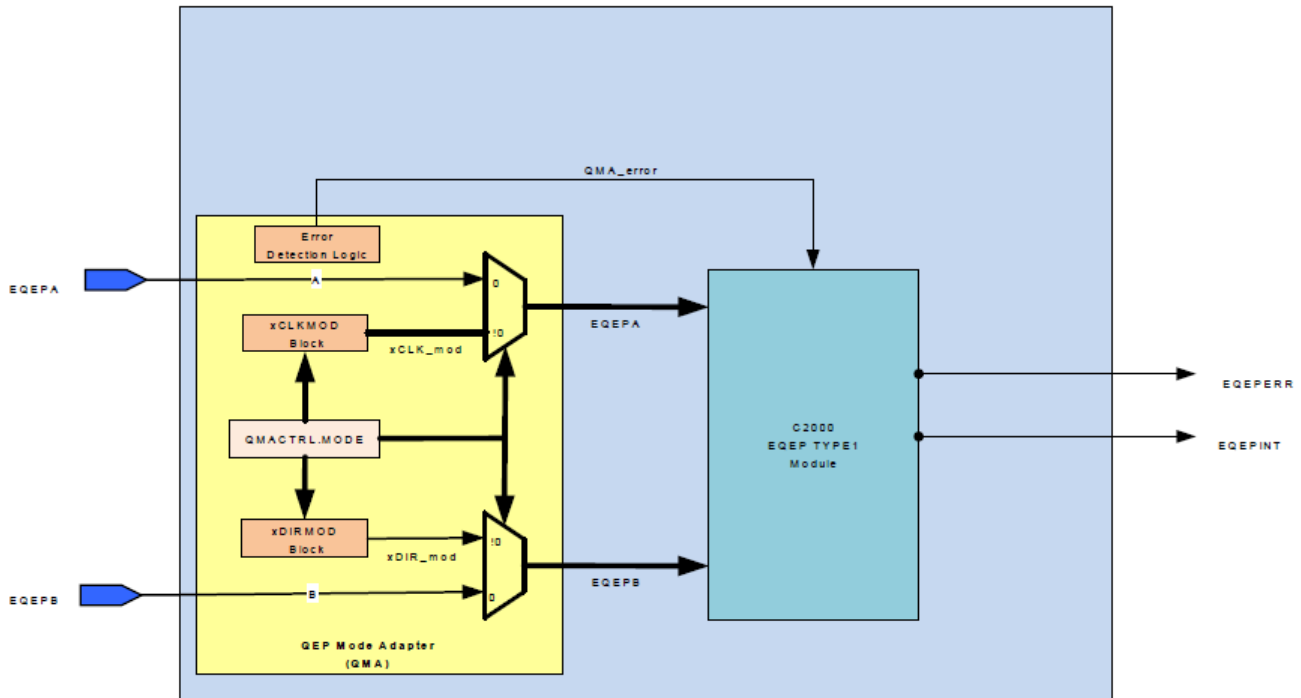 QMA_error
Error
Detection Logic
EQEPA
A
0
xCLKMOD
Block
!0
xCLK_mod
EQEPA
QMACTRL.MODE
C2000
EQEP TYPE1
Module
EQEPERR
EQEPINT
xDIRMOD
Block
!0
xDIR_mod
EQEPB
EQEPB
B
0
QEP Mode Adapter
(QMA)